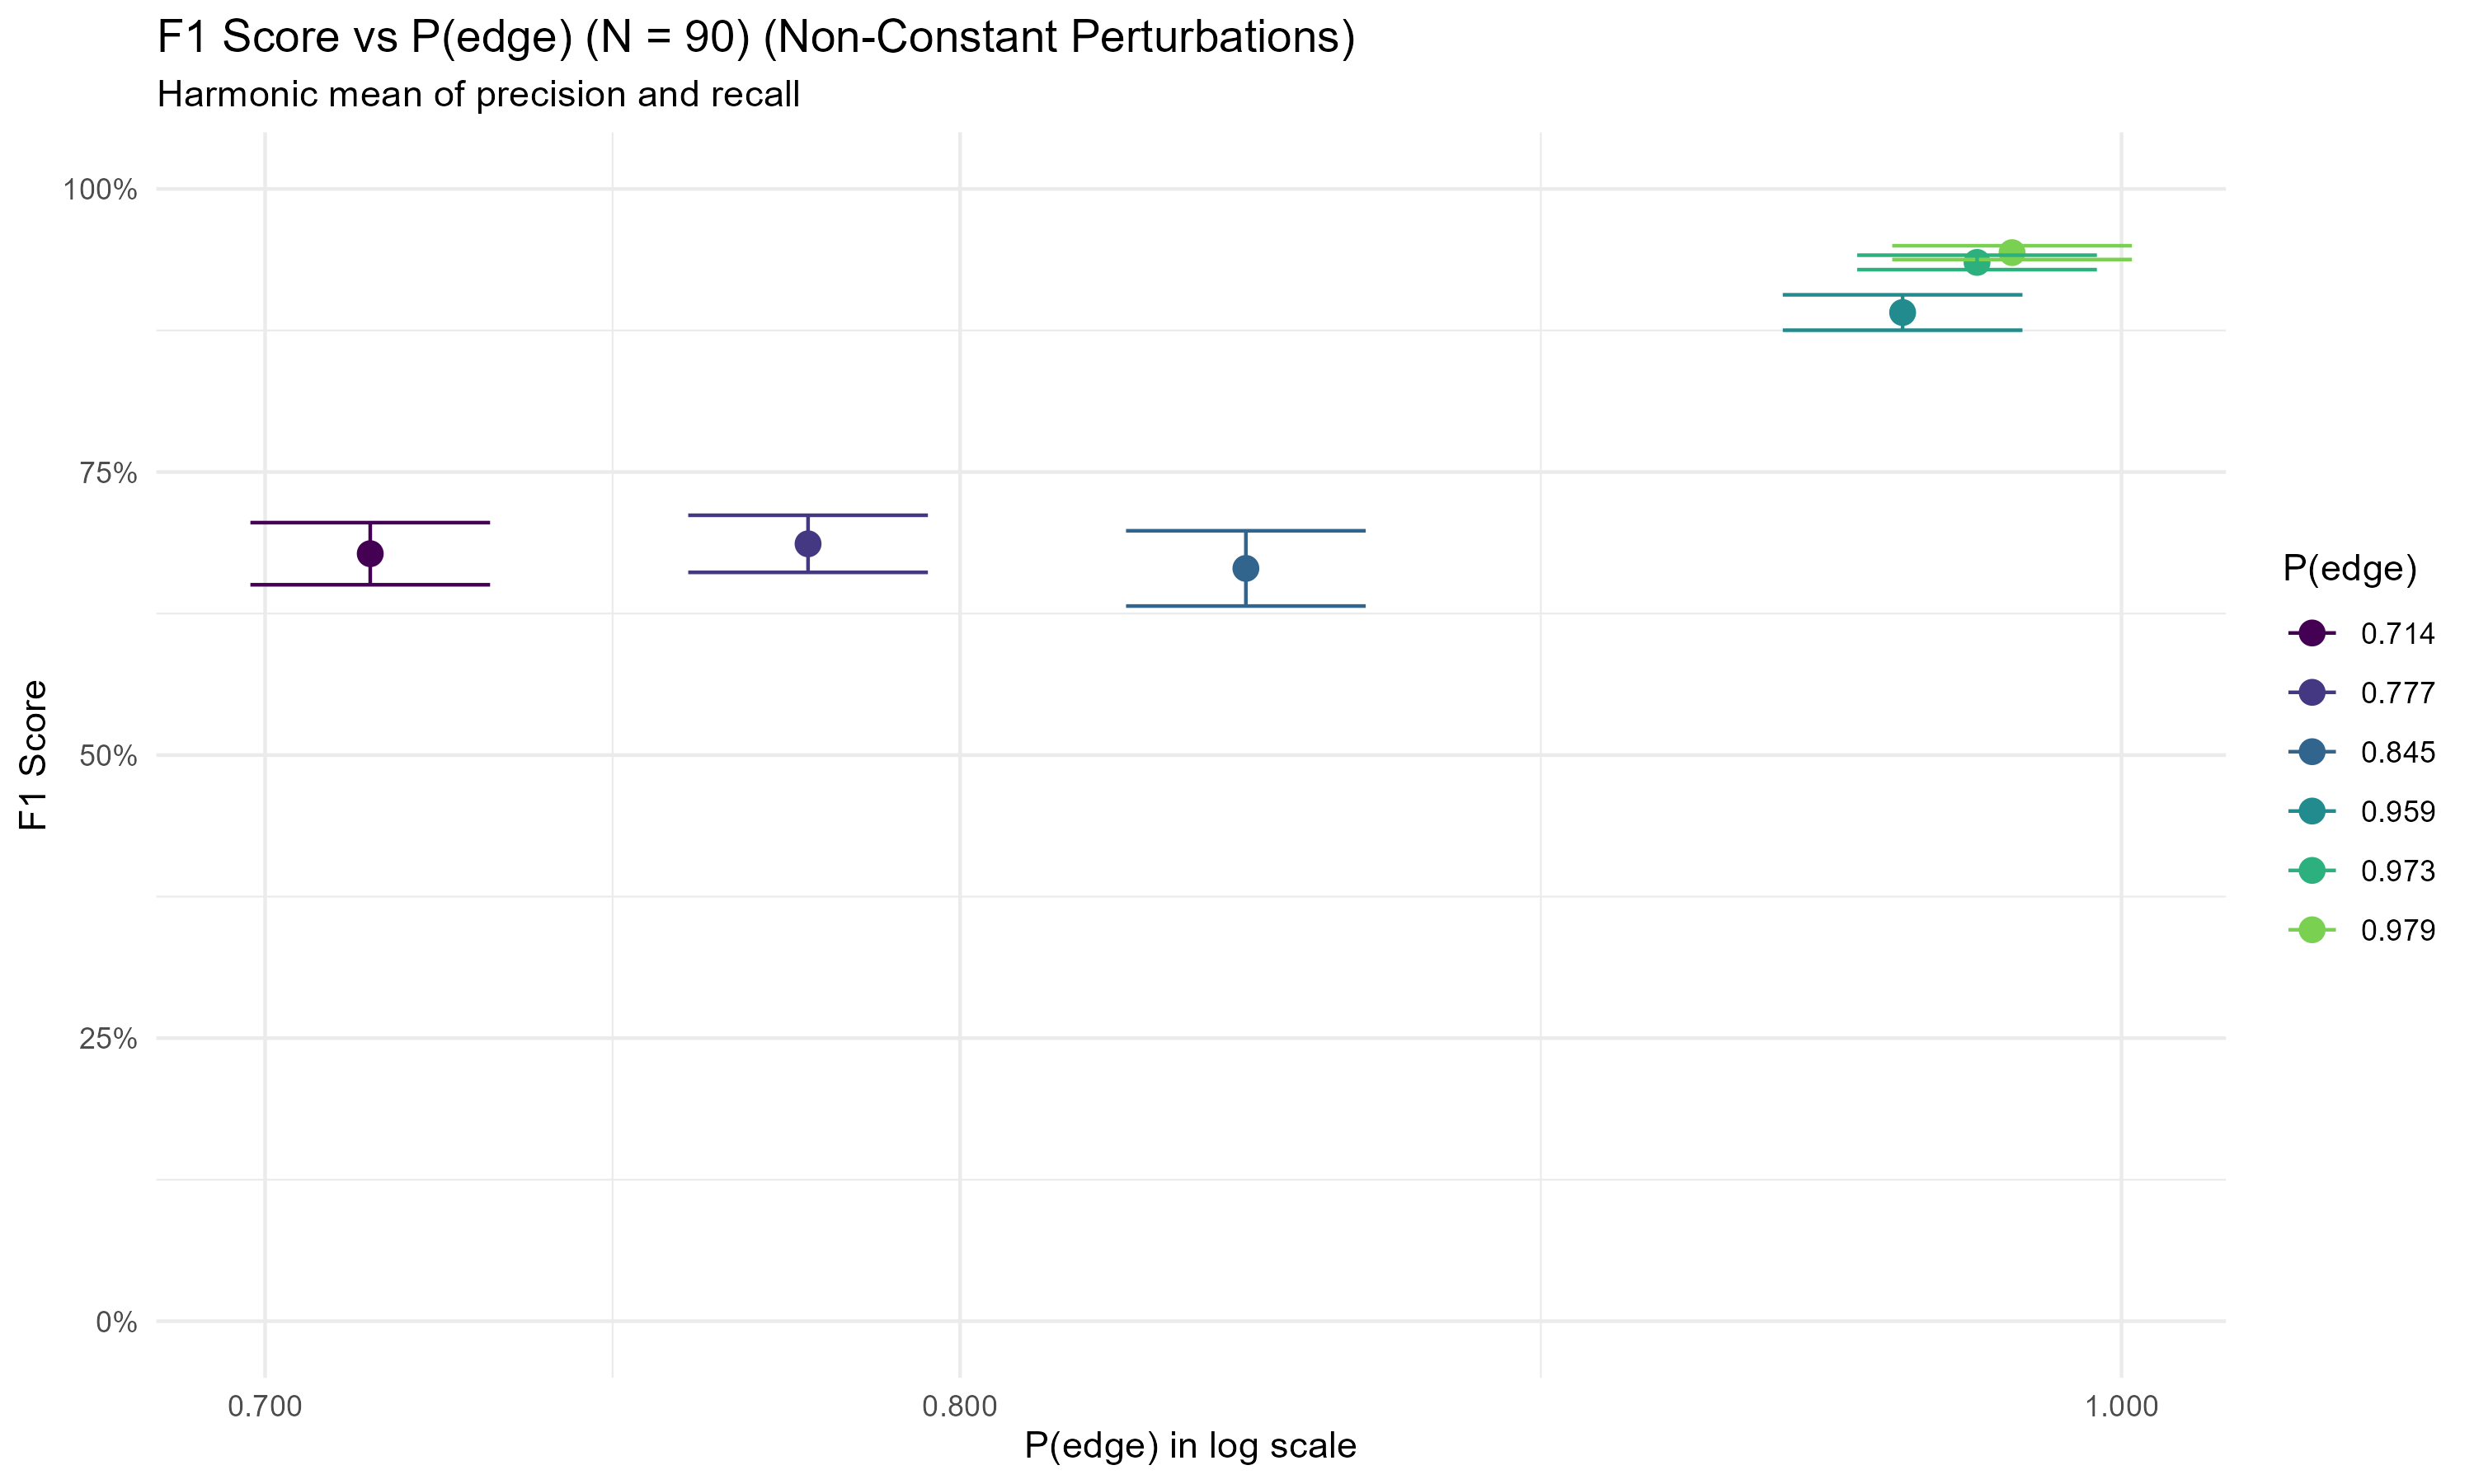 F1 Score vs P(edge) (N = 90) (Non-Constant Perturbations)
Harmonic mean of precision and recall
100%
75%
50%
25%
0%
F1 Score
0.700
0.800
1.000
P(edge) in log scale
P(edge)
0.714
0.777
0.845
0.959
0.973
0.979